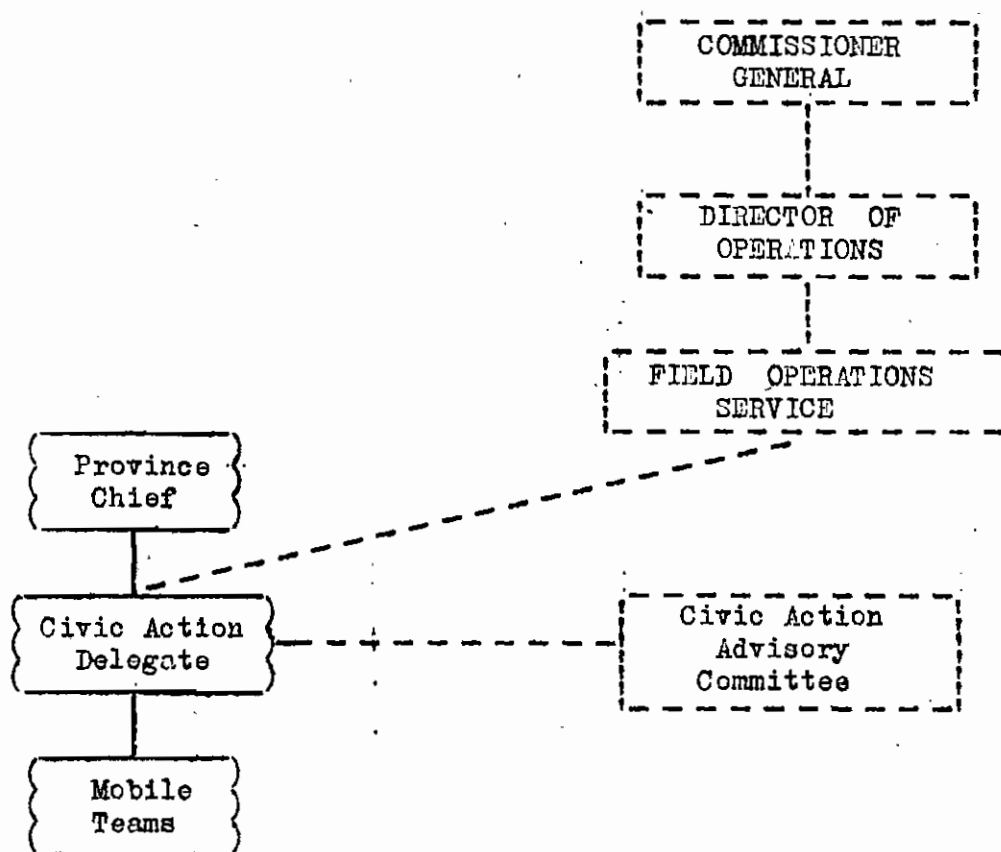 COMMISSIONER
GENERAL
DIRECTOR OF
OPERATIONS
FIELD OPERATIONS
SERVICE
Province
Chief
Civic Action
Delegate
Civic Action
Advisory
Committee
Mobile
Teams